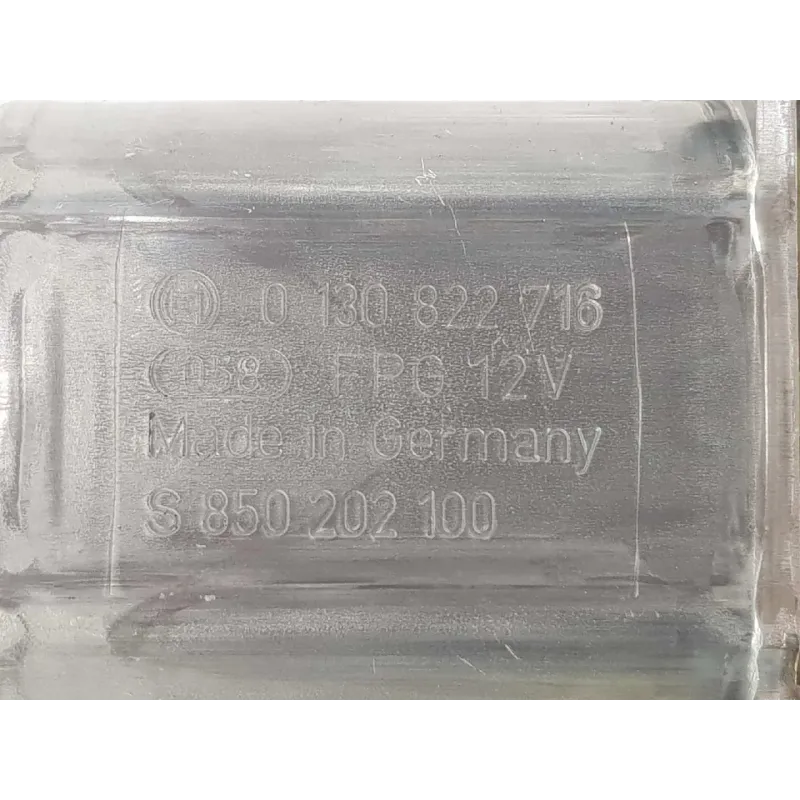 0 130 822 716
(058) FPG 12V
Made in Germany
S 850 202 100